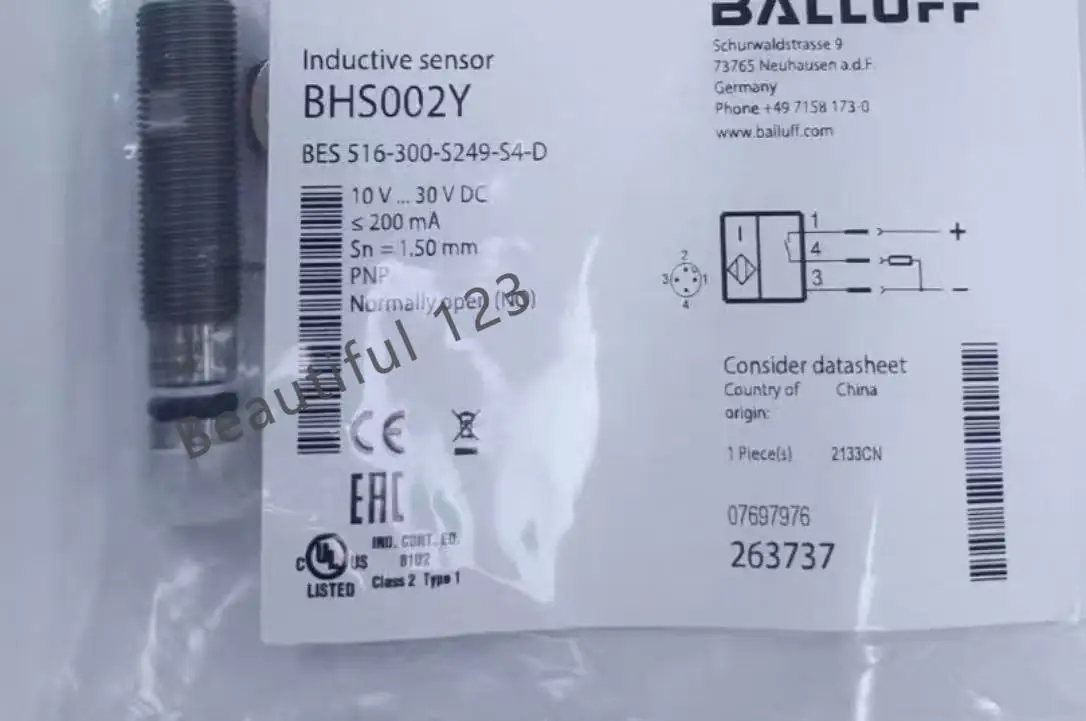 BALLUFF
Schurwaldstrasse 9
73765 Neuhausen a.d.F.
Germany
Phone +49 7158 173-0
www.balluff.com
Inductive sensor
BHS002Y
BES 516-300-S249-S4-D
10 V ... 30 V DC
≤ 200 mA
Sn = 1.50 mm
PNP
Normally open (NO)
Beautiful 123
CE
EAC
C UL US
LISTED
IND. CONT. EQ.
8102
Class 2 Type 1
1
4
3
+
−
2
3 1
4
Consider datasheet
Country of origin: China
1 Piece(s) 2133CN
07697976
263737